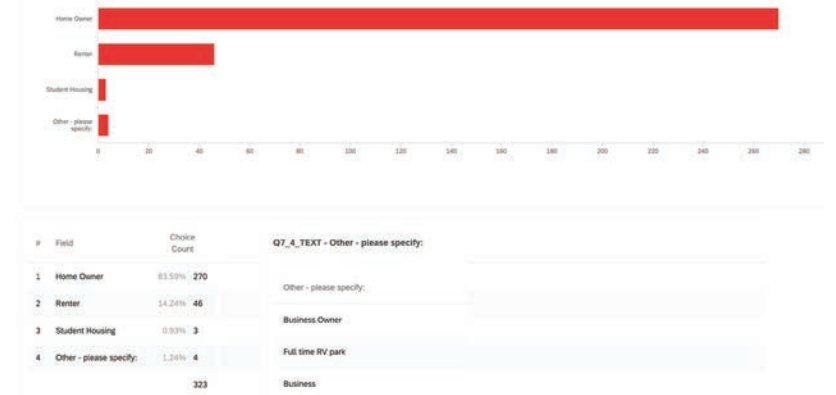 Home Owner
Renter
Student Housing
Other - please
specify:
0 20 40 60 80 100 120 140 160 180 200 220 240 260 280
# Field Choice
Count
1 Home Owner 83.59% 270
2 Renter 14.24% 46
3 Student Housing 0.93% 3
4 Other - please specify: 1.24% 4
323
Q7_4_TEXT - Other - please specify:
Other - please specify:
Business Owner
Full time RV park
Business